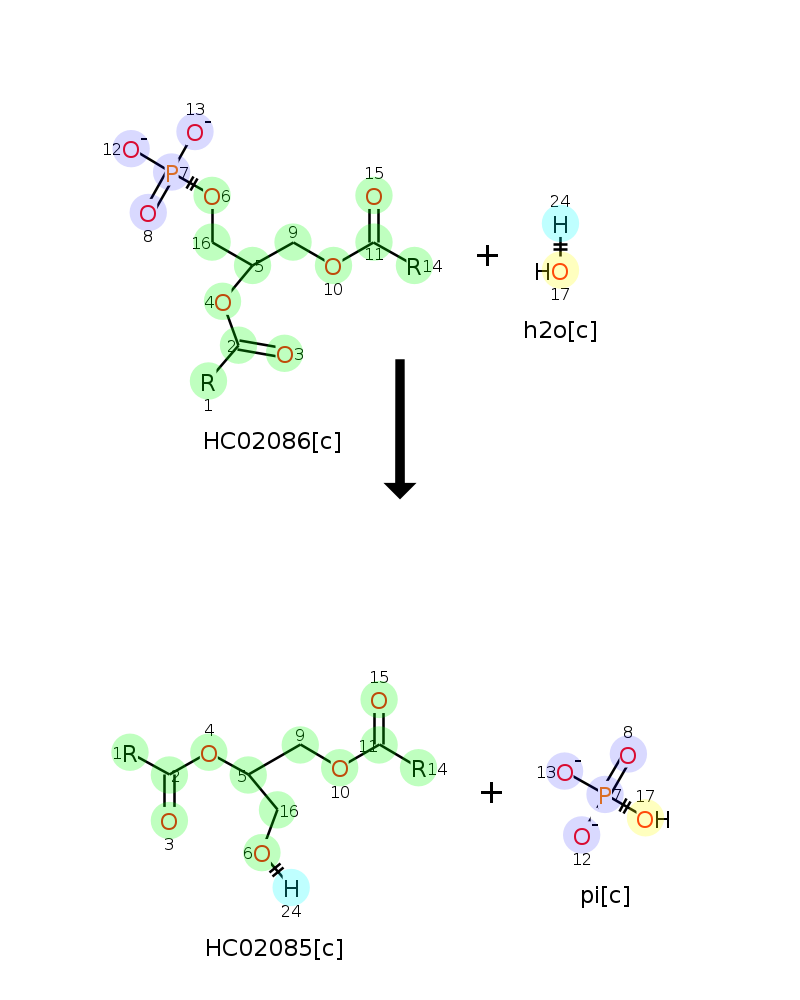 13
12 O- O-
P 7 O 6
O
8
15
O
16 9
5 11
O R 14
10
4 O
2 O 3
R
1
HC02086[c]
+
24
H
HO
17
h2o[c]
15
O
4 9 11
1 R O
2 5 O R 14
10
O 16
3
6 O
H
24
HC02085[c]
+
8
13 O- O
P 7 17
OH
O-
12
pi[c]